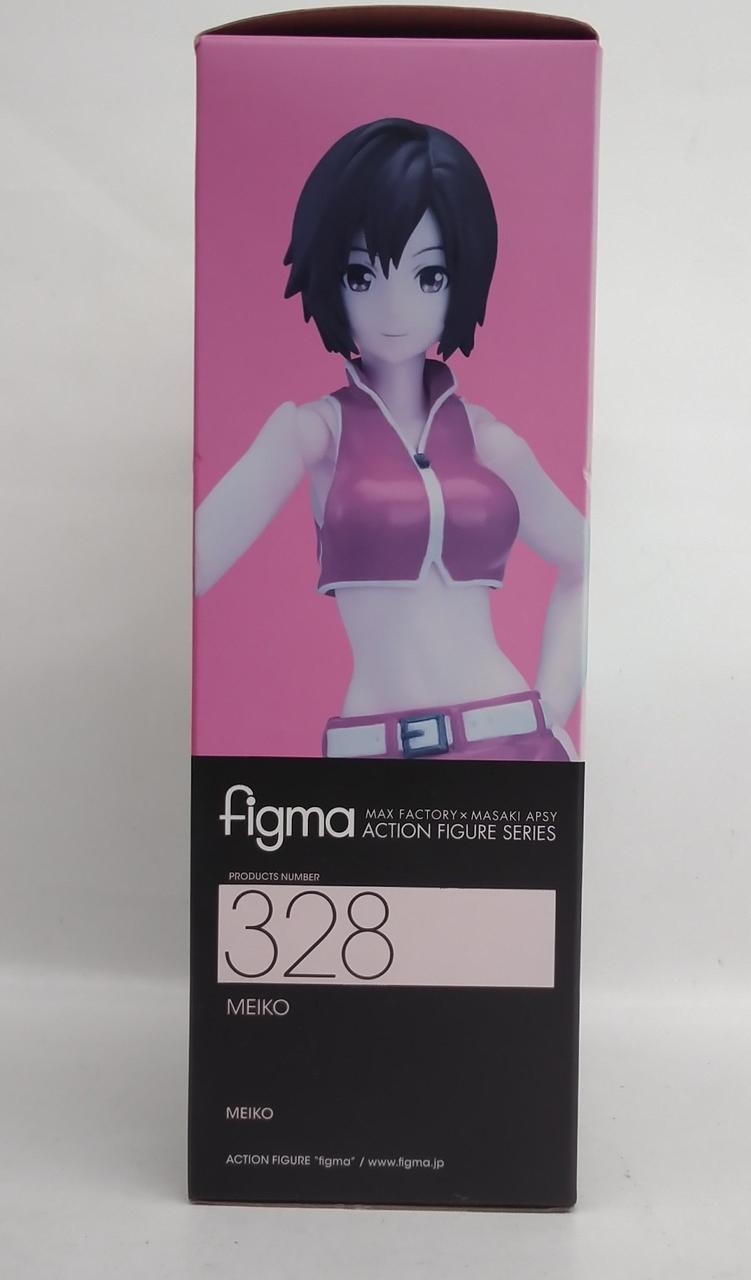 figma MAX FACTORY × MASAKI APSY
ACTION FIGURE SERIES
PRODUCTS NUMBER
328
MEIKO
MEIKO
ACTION FIGURE "figma" / www.figma.jp